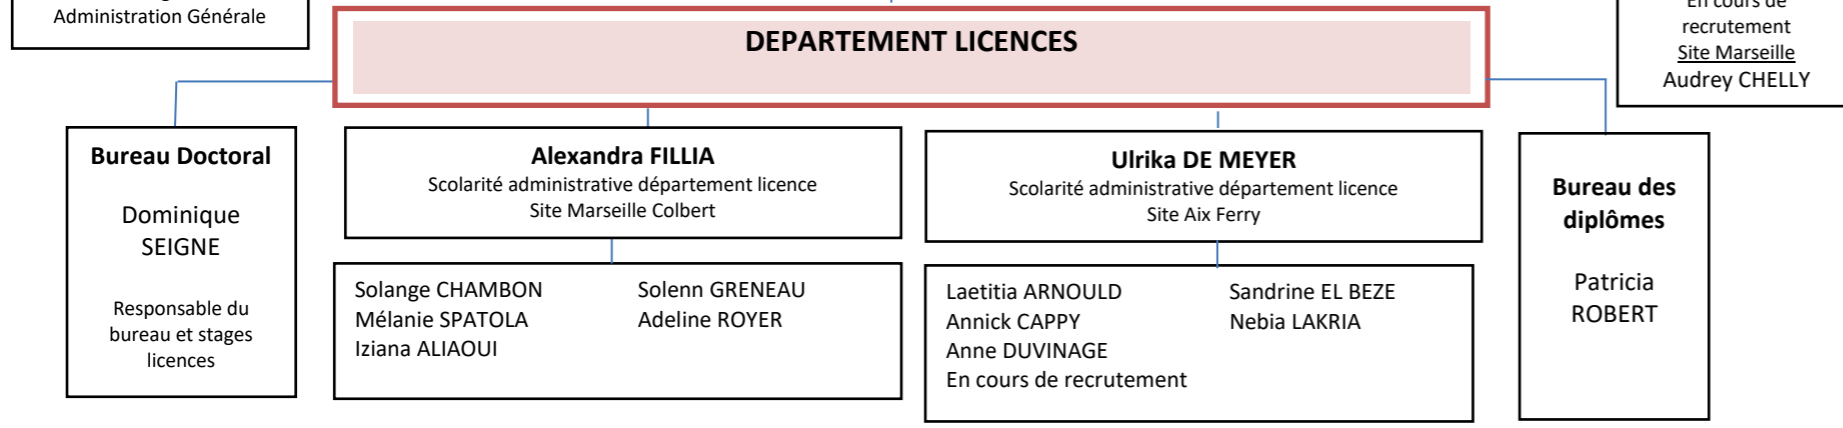 Administration Générale
En cours de
recrutement
Site Marseille
Audrey CHELLY
DEPARTEMENT LICENCES
Bureau Doctoral
Dominique
SEIGNE
Responsable du
bureau et stages
licences
Alexandra FILLIA
Scolarité administrative département licence
Site Marseille Colbert
Solange CHAMBON
Mélanie SPATOLA
Iziana ALIAOUI
Solenn GRENEAU
Adeline ROYER
Ulrika DE MEYER
Scolarité administrative département licence
Site Aix Ferry
Laetitia ARNOULD
Annick CAPPY
Anne DUVINAGE
En cours de recrutement
Sandrine EL BEZE
Nebia LAKRIA
Bureau des
diplômes
Patricia
ROBERT